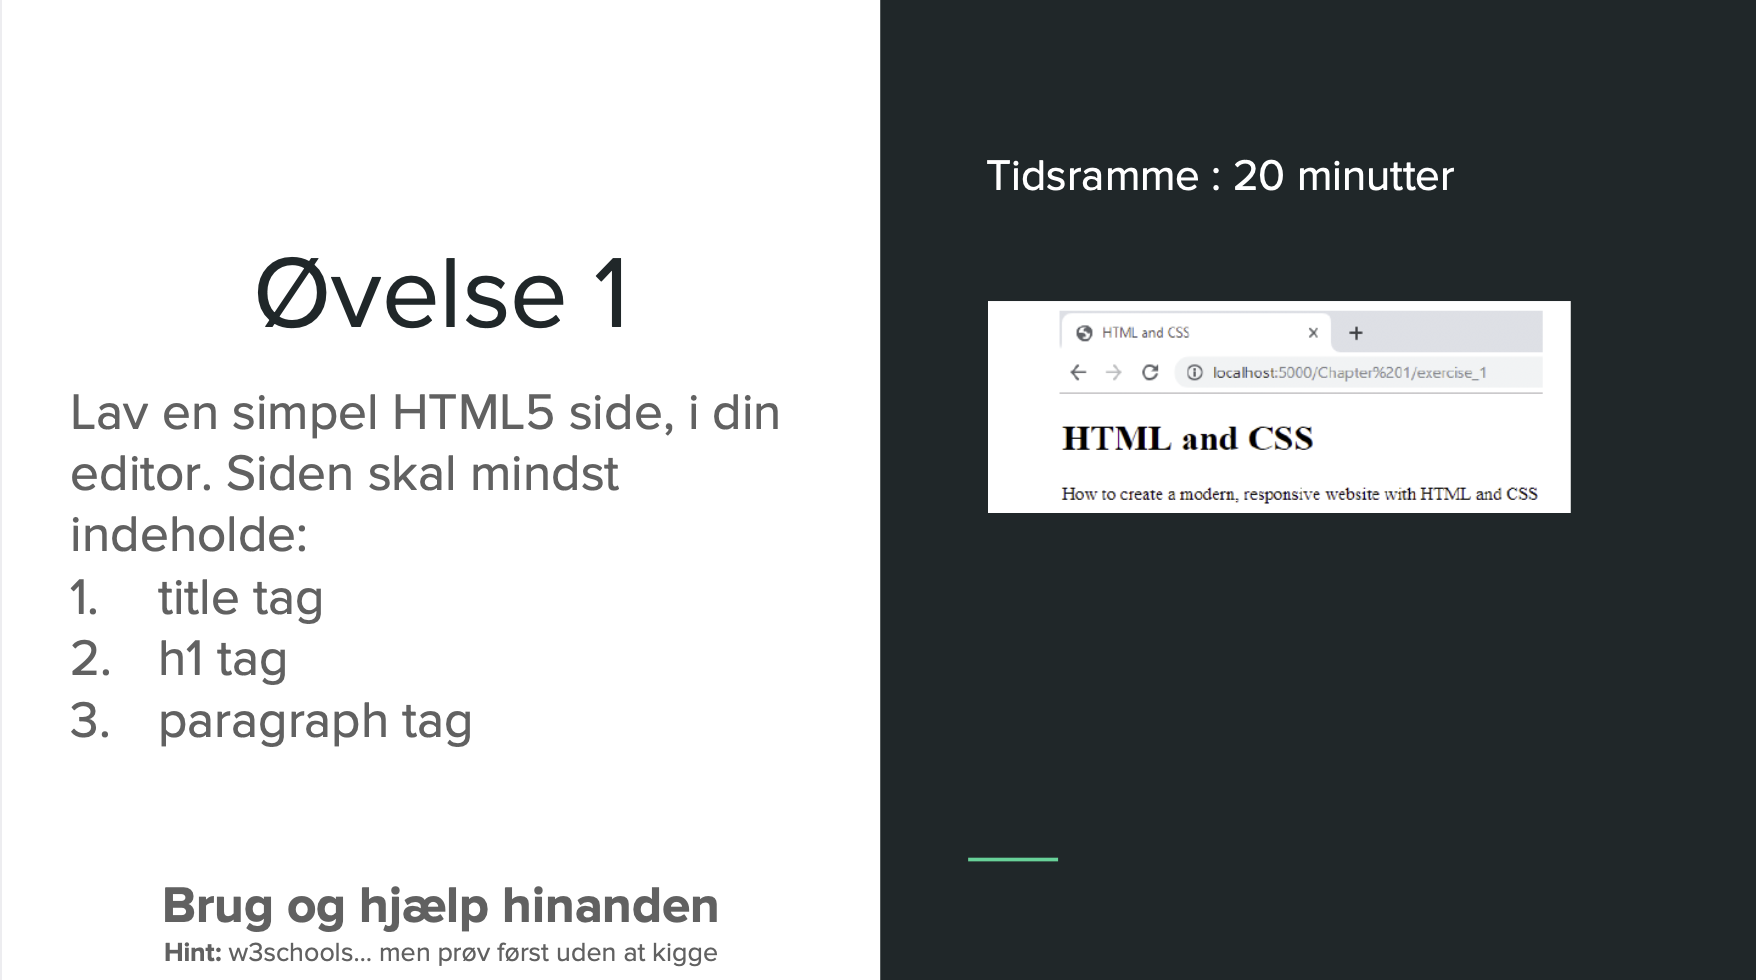 Øvelse 1
Lav en simpel HTML5 side, i din
editor. Siden skal mindst
indeholde:
1. title tag
2. h1 tag
3. paragraph tag
Brug og hjælp hinanden
Hint: w3schools... men prøv først uden at kigge
Tidsramme : 20 minutter
HTML and CSS
localhost:5000/Chapter%201/exercise_1
HTML and CSS
How to create a modern, responsive website with HTML and CSS